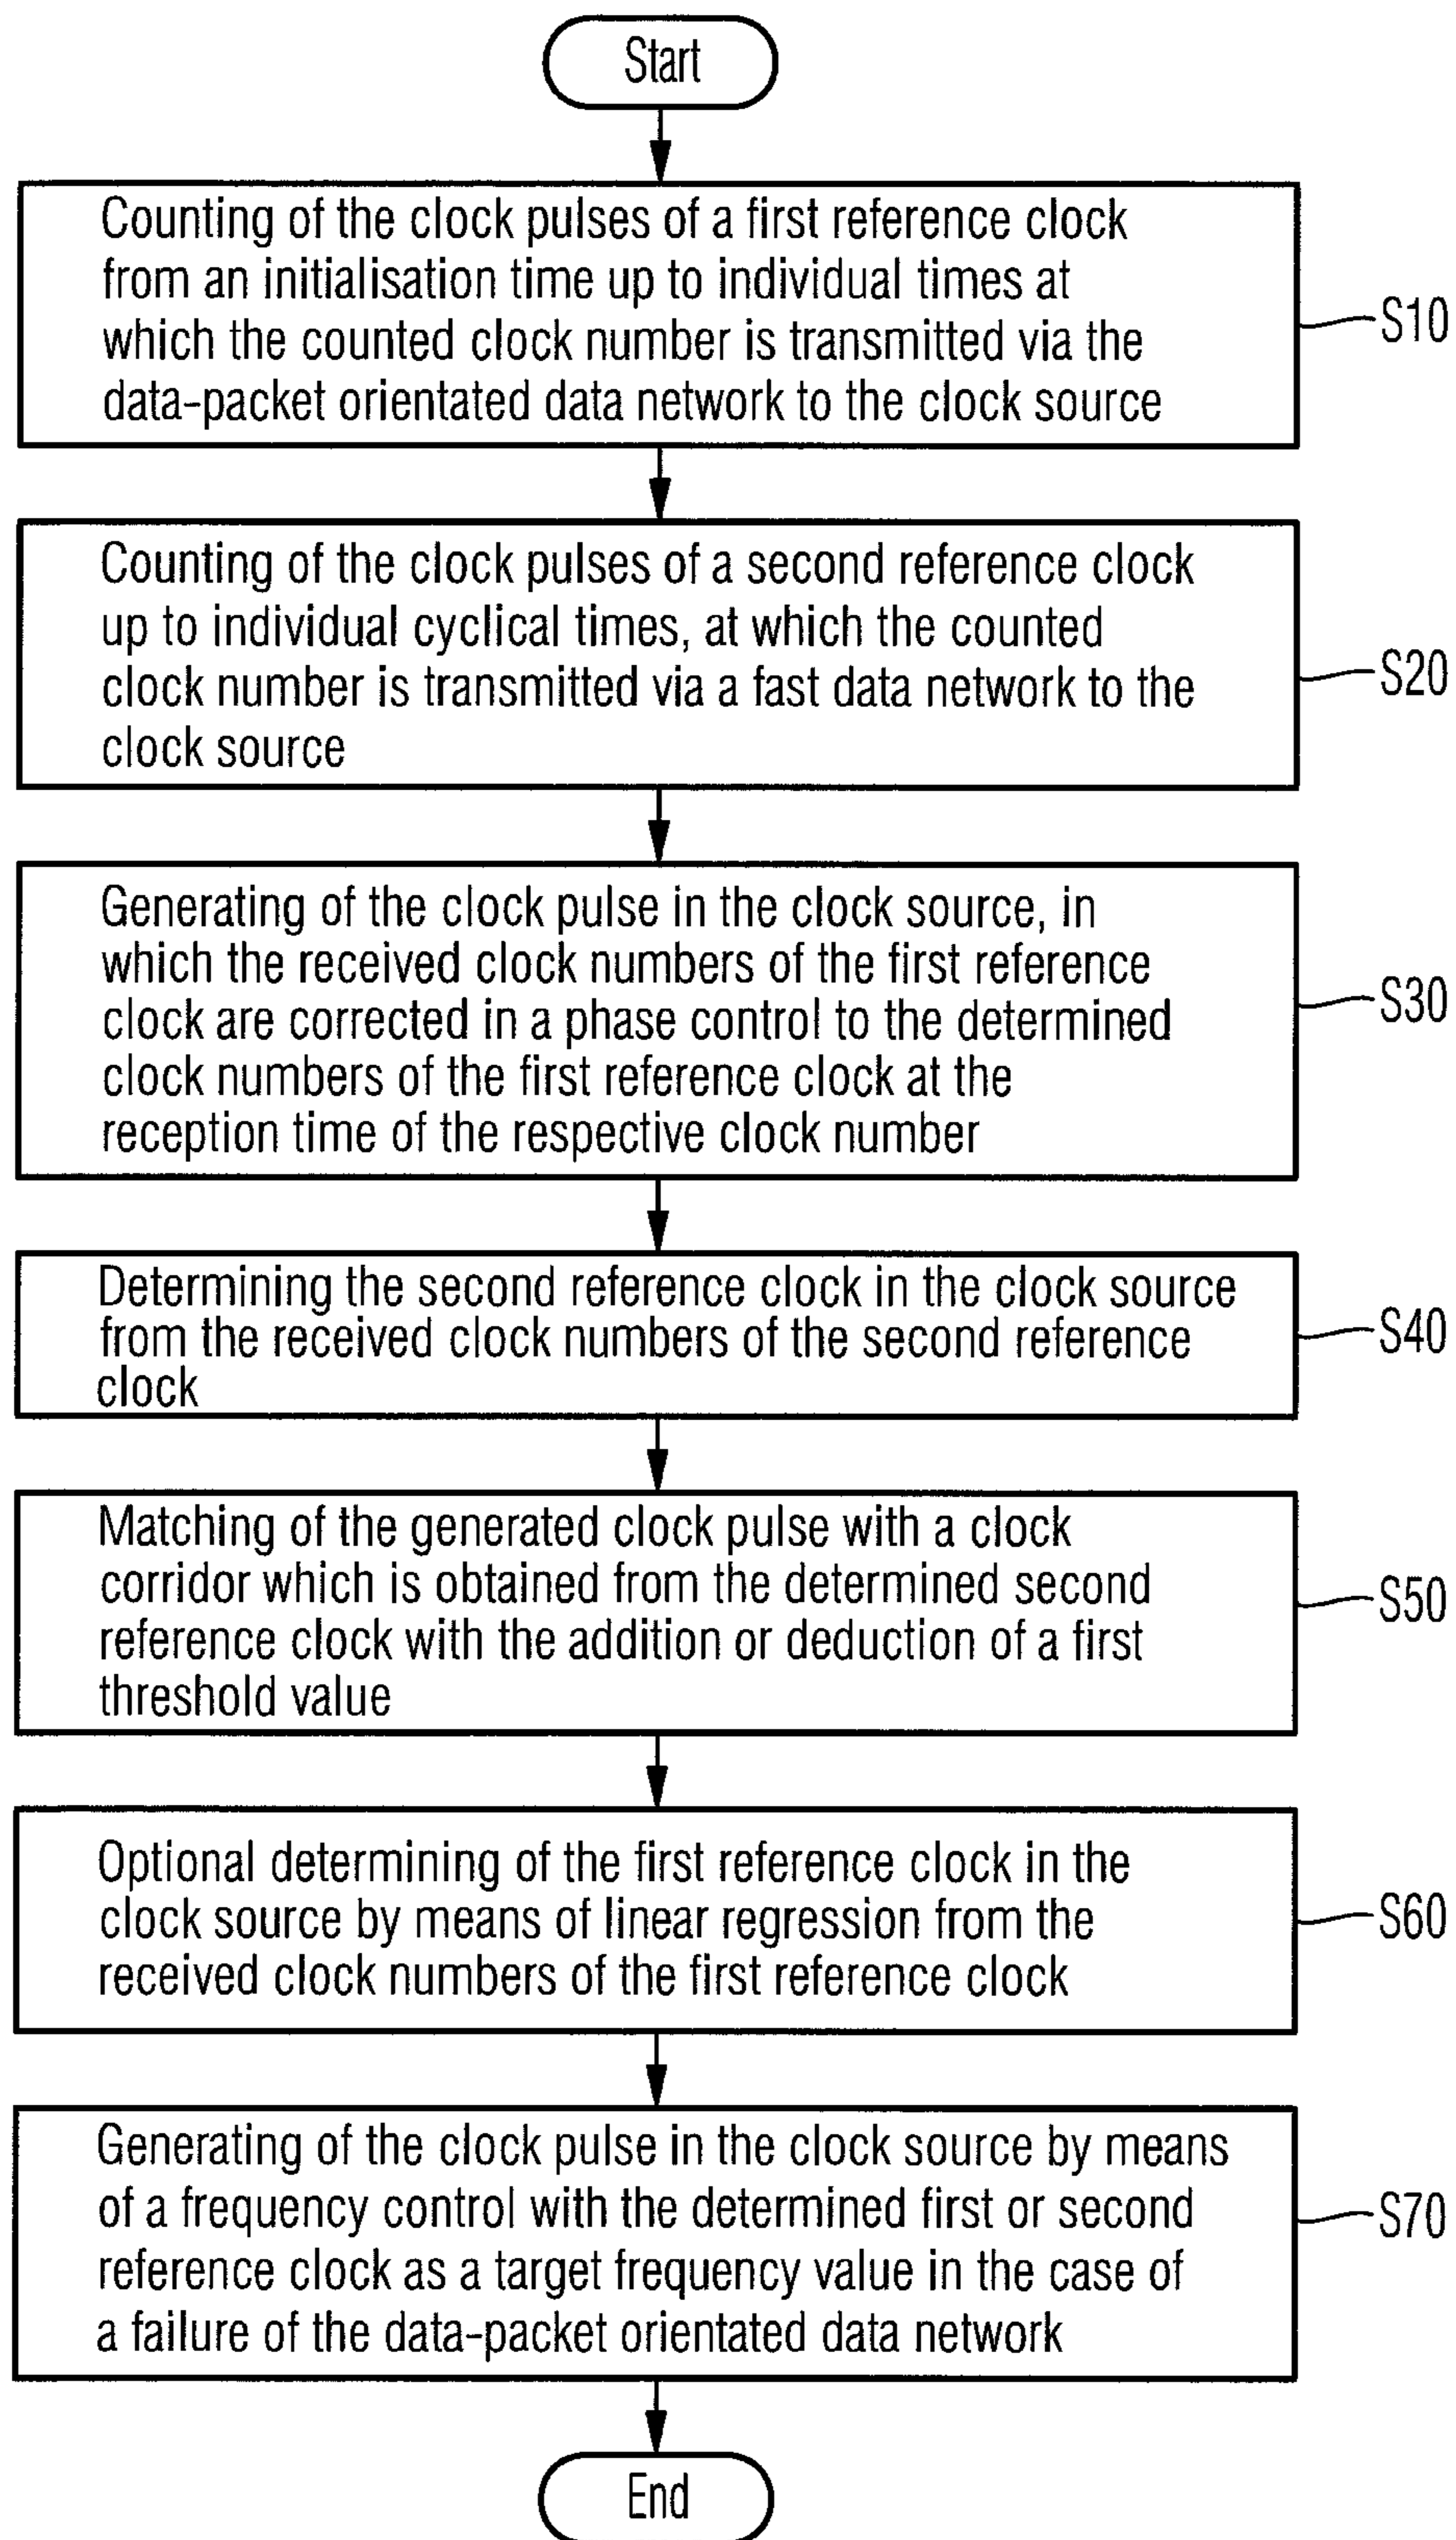 Start
Counting of the clock pulses of a first reference clock
from an initialisation time up to individual times at
which the counted clock number is transmitted via the
data-packet orientated data network to the clock source
S10
Counting of the clock pulses of a second reference clock
up to individual cyclical times, at which the counted
clock number is transmitted via a fast data network to the
clock source
S20
Generating of the clock pulse in the clock source, in
which the received clock numbers of the first reference
clock are corrected in a phase control to the determined
clock numbers of the first reference clock at the
reception time of the respective clock number
S30
Determining the second reference clock in the clock source
from the received clock numbers of the second reference
clock
S40
Matching of the generated clock pulse with a clock
corridor which is obtained from the determined second
reference clock with the addition or deduction of a first
threshold value
S50
Optional determining of the first reference clock in the
clock source by means of linear regression from the
received clock numbers of the first reference clock
S60
Generating of the clock pulse in the clock source by means
of a frequency control with the determined first or second
reference clock as a target frequency value in the case of
a failure of the data-packet orientated data network
S70
End